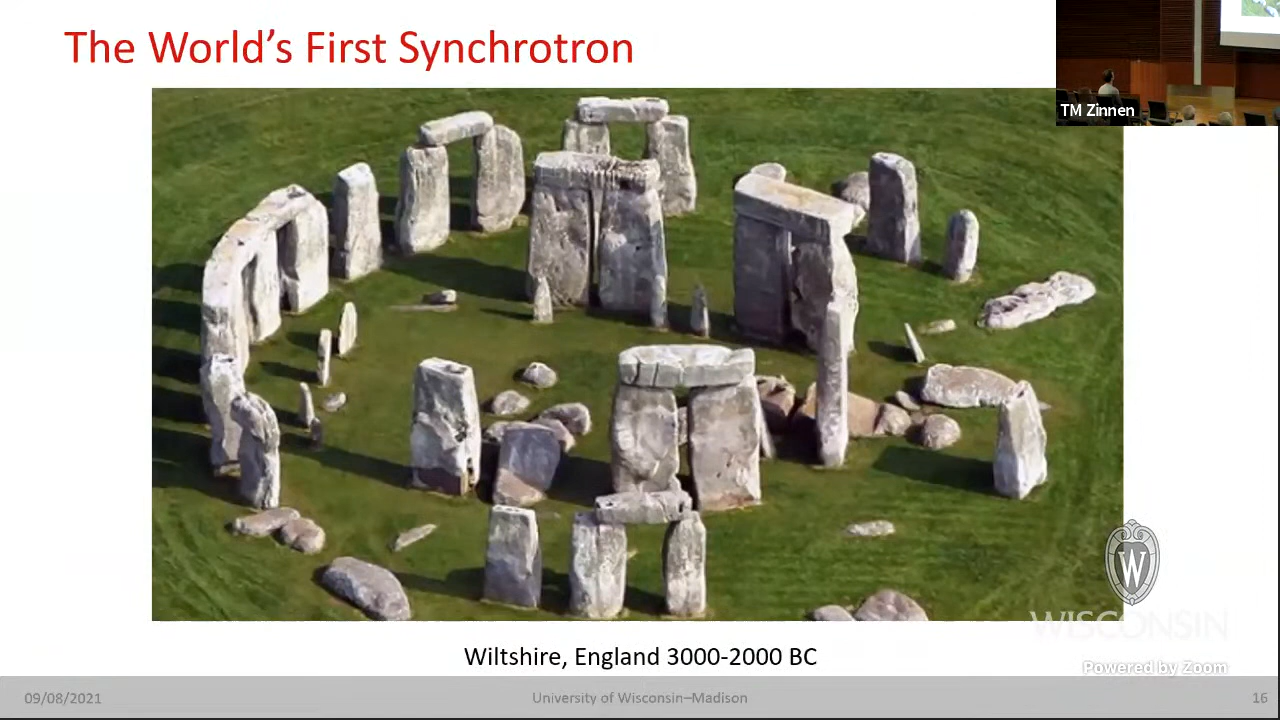 The World's First Synchrotron
TM Zinnen
W
WISCONSIN
Wiltshire, England 3000-2000 BC
Powered by Zoom
09/08/2021
University of Wisconsin–Madison
16